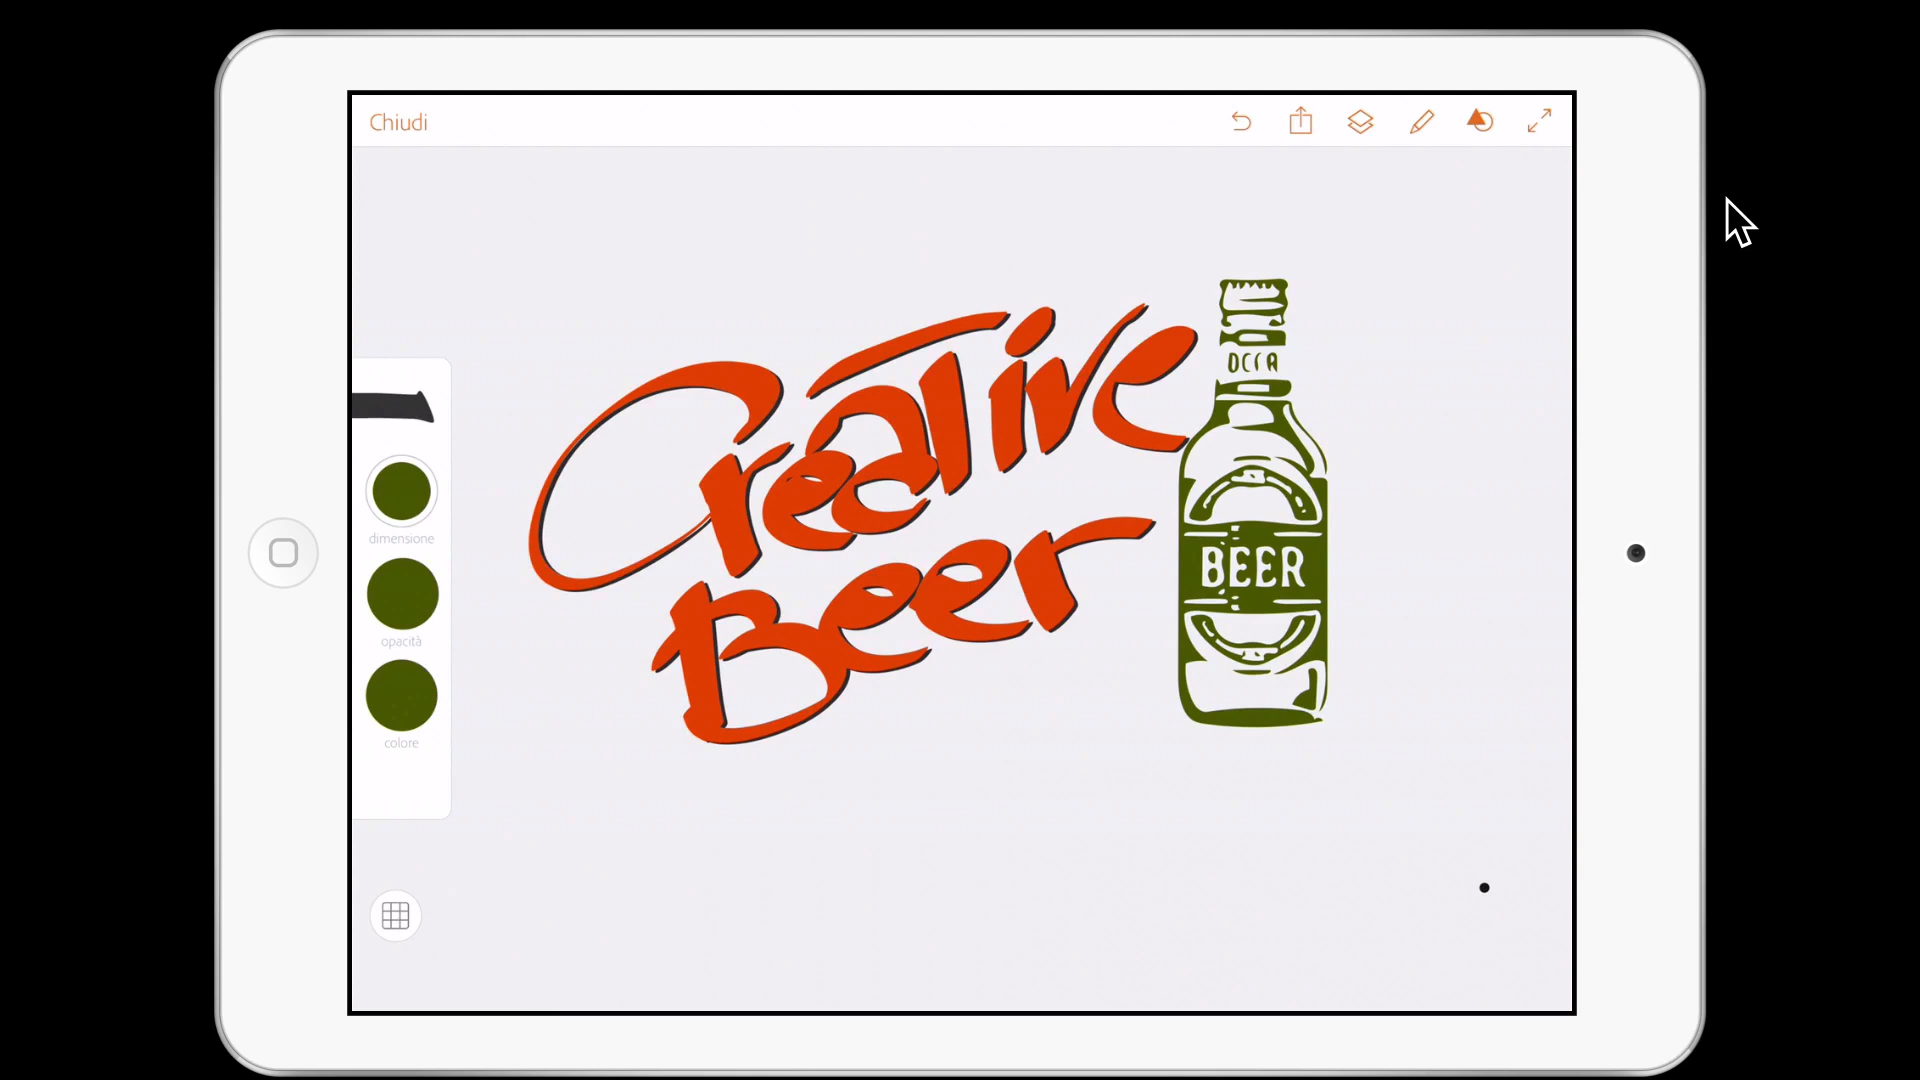 Chiudi
Creative
Beer
BEER
dimensione
opacità
colore